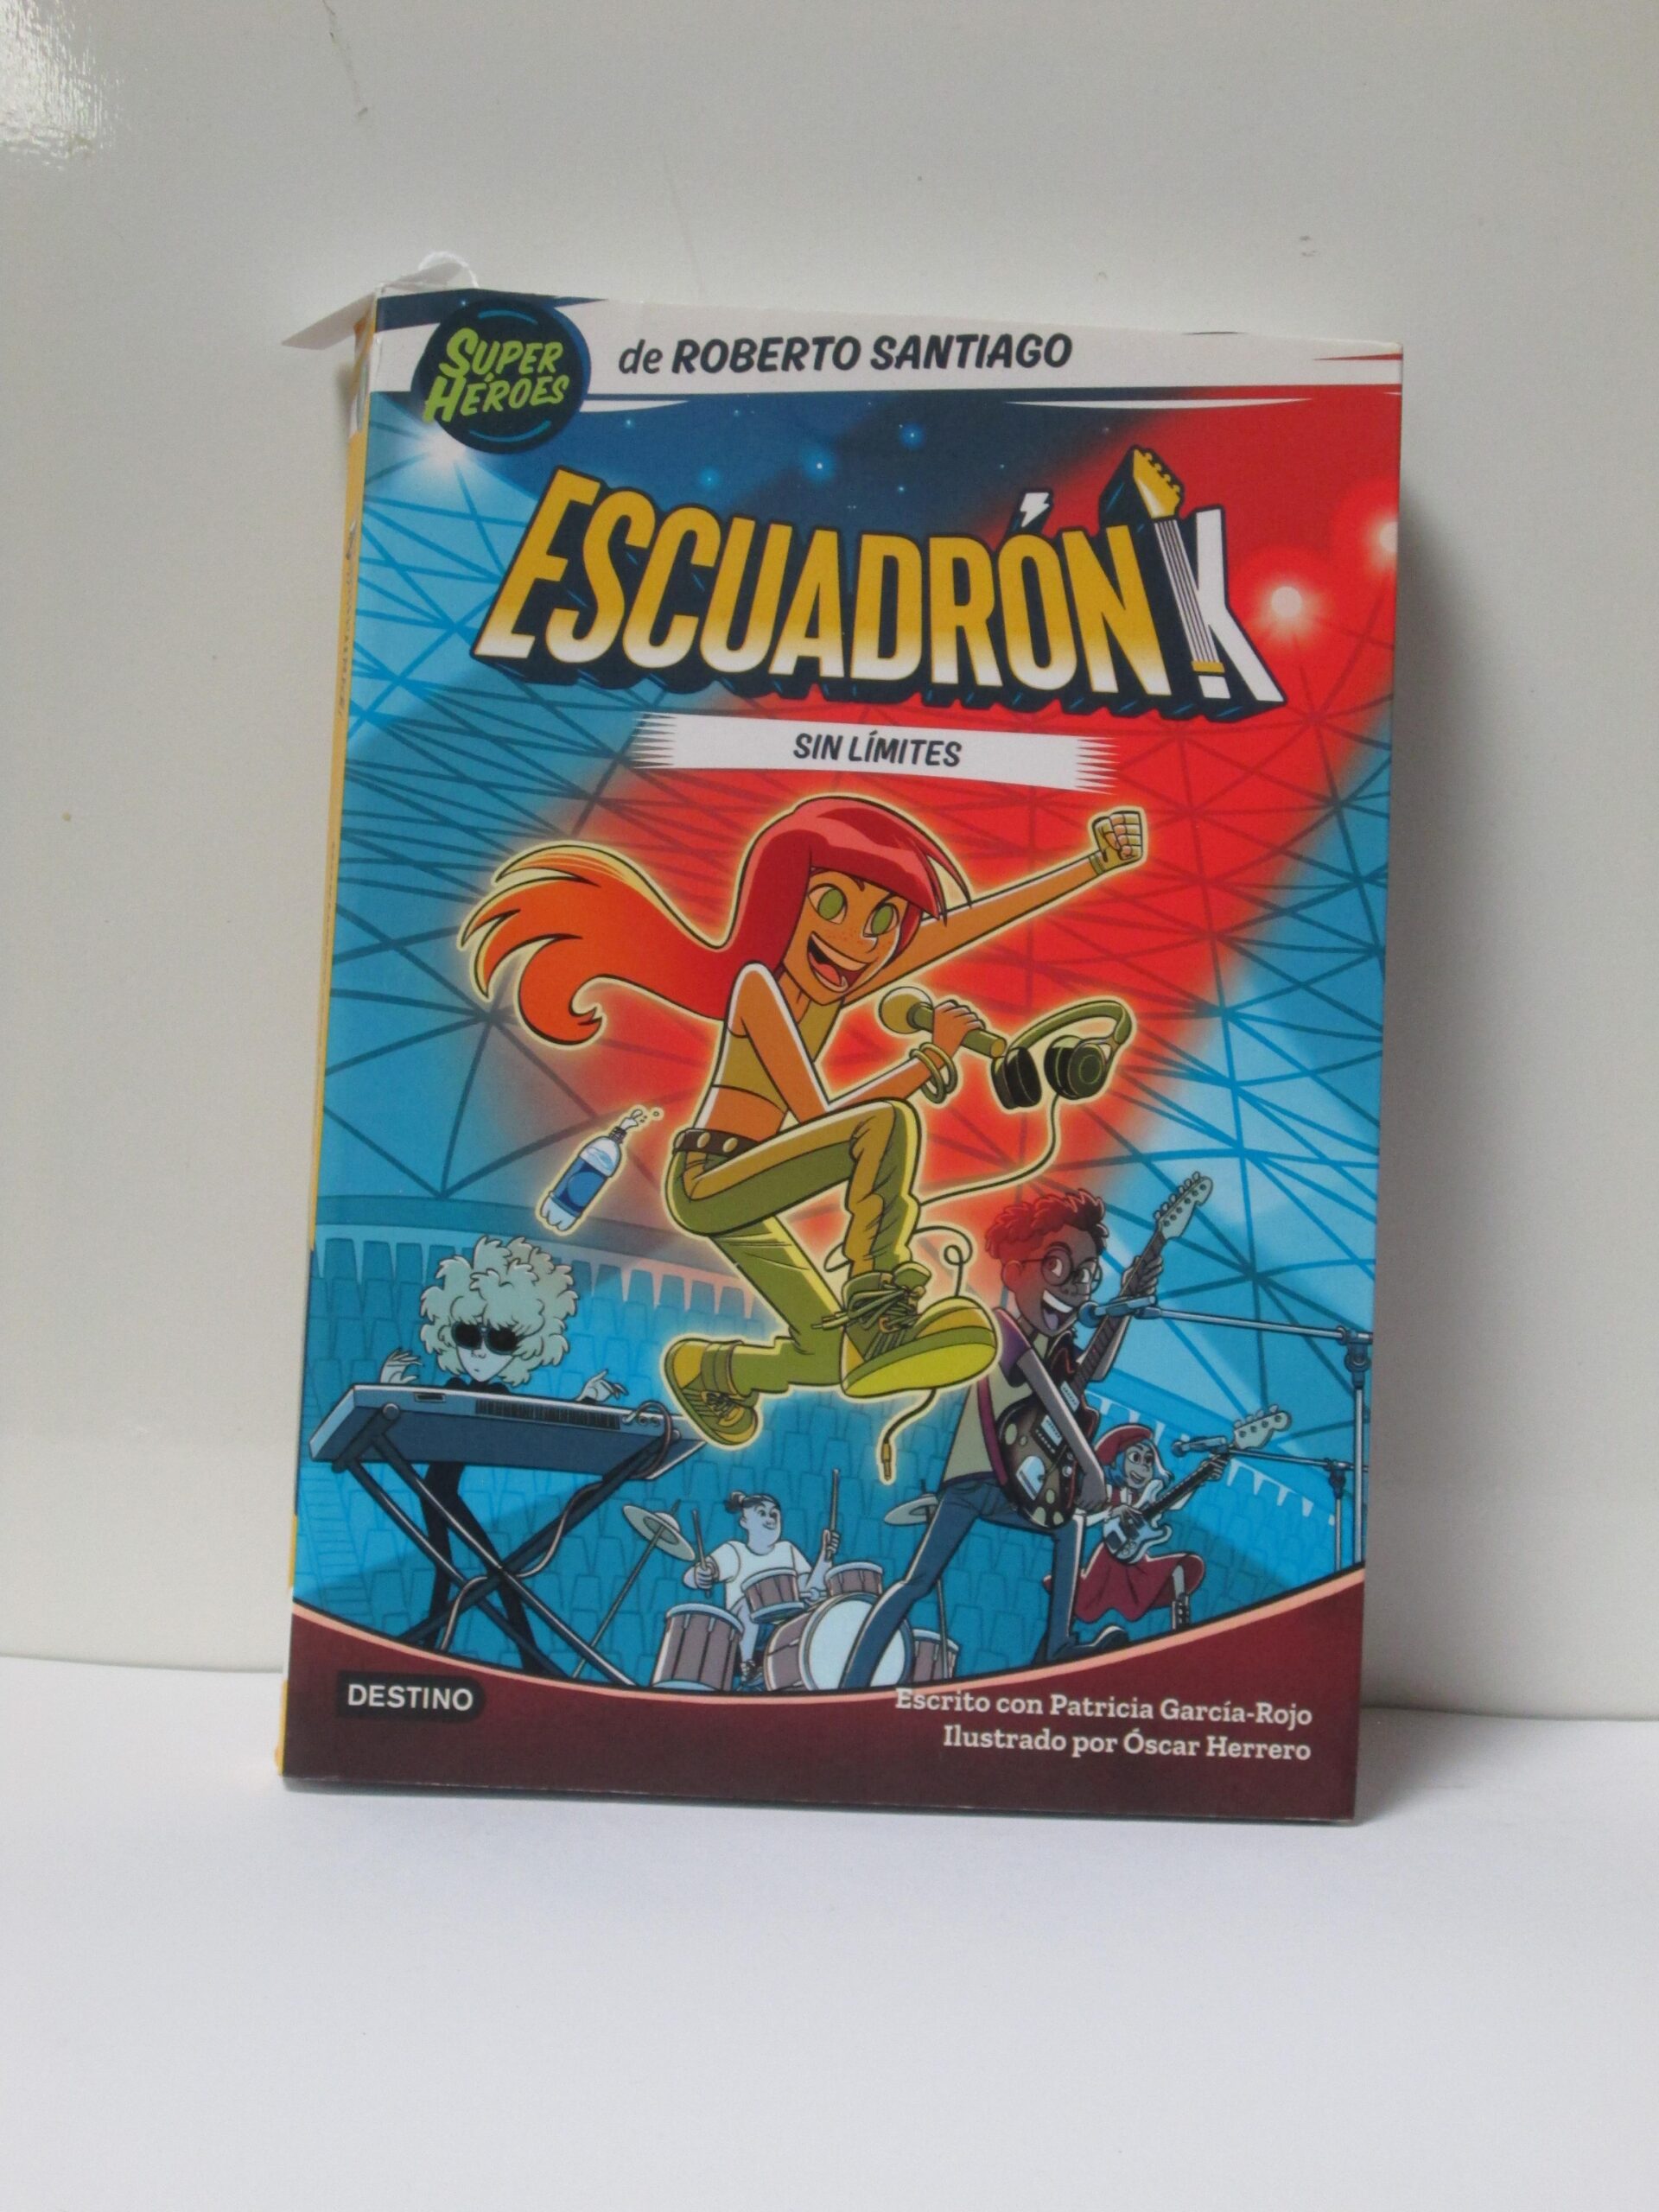 SUPER
HÉROES
de ROBERTO SANTIAGO
ESCUADRÓN K
SIN LÍMITES
DESTINO
Escrito con Patricia García-Rojo
Ilustrado por Óscar Herrero